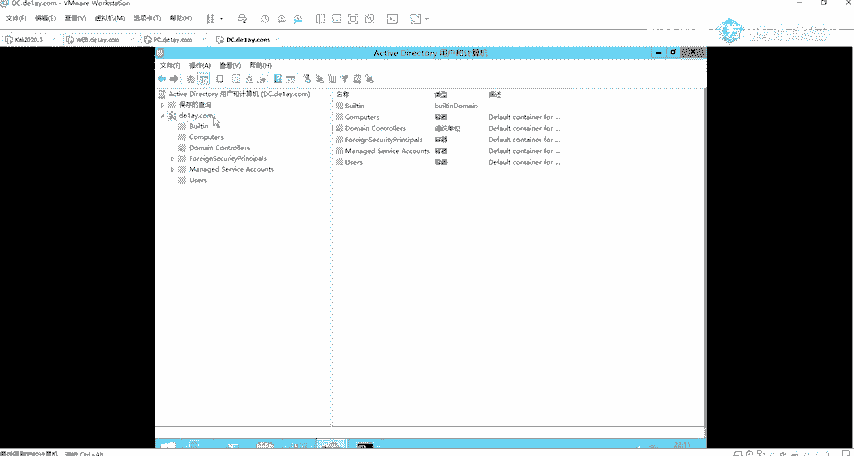 DC.de1ay.com - VMware Workstation
文件(F) 编辑(E) 查看(V) 虚拟机(M) 选项卡(T) 帮助(H)
Kali2020.3 WEB.de1ay.com PC.de1ay.com DC.de1ay.com
Active Directory 用户和计算机
文件(F) 操作(A) 查看(V) 帮助(H)
Active Directory 用户和计算机 (DC.de1ay.com)
保存的查询
de1ay.com
Builtin
Computers
Domain Controllers
ForeignSecurityPrincipals
Managed Service Accounts
Users
名称 类型 描述
Builtin builtinDomain
Computers 容器 Default container for ...
Domain Controllers 组织单位 Default container for ...
ForeignSecurityPrincipals 容器 Default container for ...
Managed Service Accounts 容器 Default container for ...
Users 容器 Default container for ...